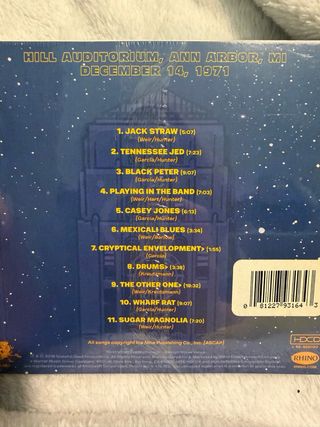 HILL AUDITORIUM, ANN ARBOR, MI
DECEMBER 14, 1971
1. JACK STRAW (5:07)
(Weir/Hunter)
2. TENNESSEE JED (7:23)
(Garcia/Hunter)
3. BLACK PETER (9:07)
(Garcia/Hunter)
4. PLAYING IN THE BAND (7:03)
(Weir/Hart/Hunter)
5. CASEY JONES (6:13)
(Garcia/Hunter)
6. MEXICALI BLUES (3:34)
(Weir/Barlow)
7. CRYPTICAL ENVELOPMENT> (1:55)
(Garcia)
8. DRUMS> (3:38)
(Kreutzmann)
9. THE OTHER ONE> (18:32)
(Weir/Kreutzmann)
10. WHARF RAT (9:07)
(Garcia/Hunter)
11. SUGAR MAGNOLIA (7:20)
(Weir/Hunter)
All songs copyright Ice Nine Publishing Co., Inc. (ASCAP)
0 81227 93164 3
HDCD
RHINO
RHINO.COM